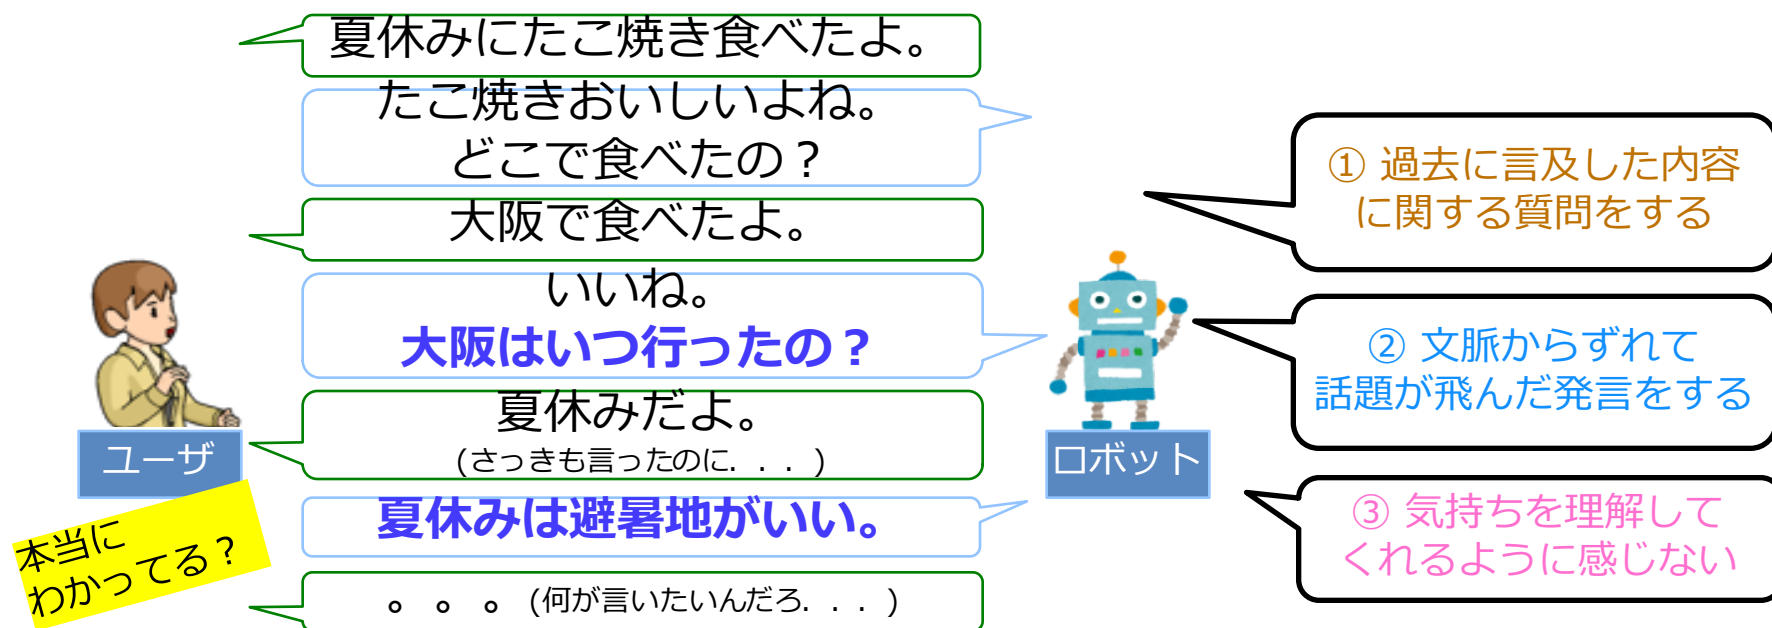 夏休みにたこ焼き食べたよ。
たこ焼きおいしいよね。
どこで食べたの？
大阪で食べたよ。
いいね。
大阪はいつ行ったの？
夏休みだよ。
(さっきも言ったのに．．．)
夏休みは避暑地がいい。
。。。(何が言いたいんだろ．．．)
ユーザ
本当に
わかってる？
ロボット
① 過去に言及した内容
に関する質問をする
② 文脈からずれて
話題が飛んだ発言をする
③ 気持ちを理解して
くれるように感じない